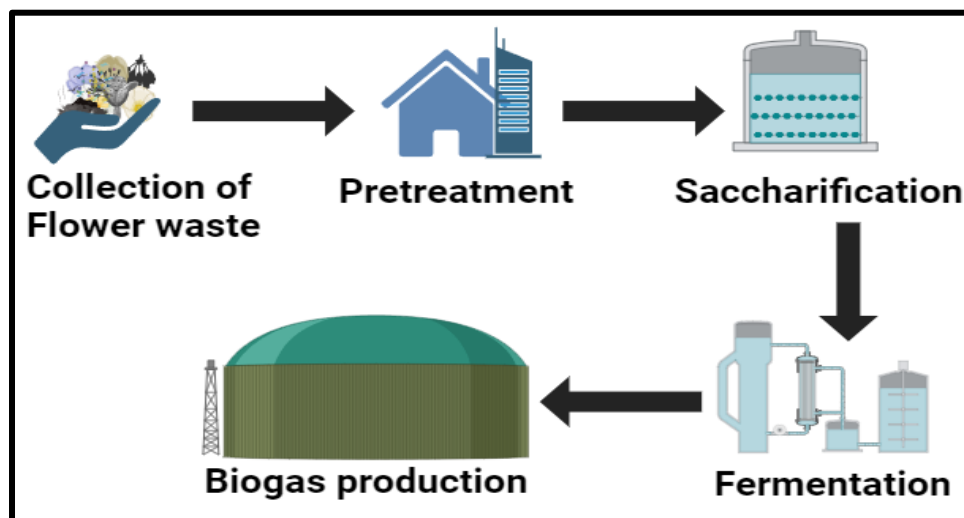 Collection of
Flower waste
Pretreatment
Saccharification
Biogas production
Fermentation